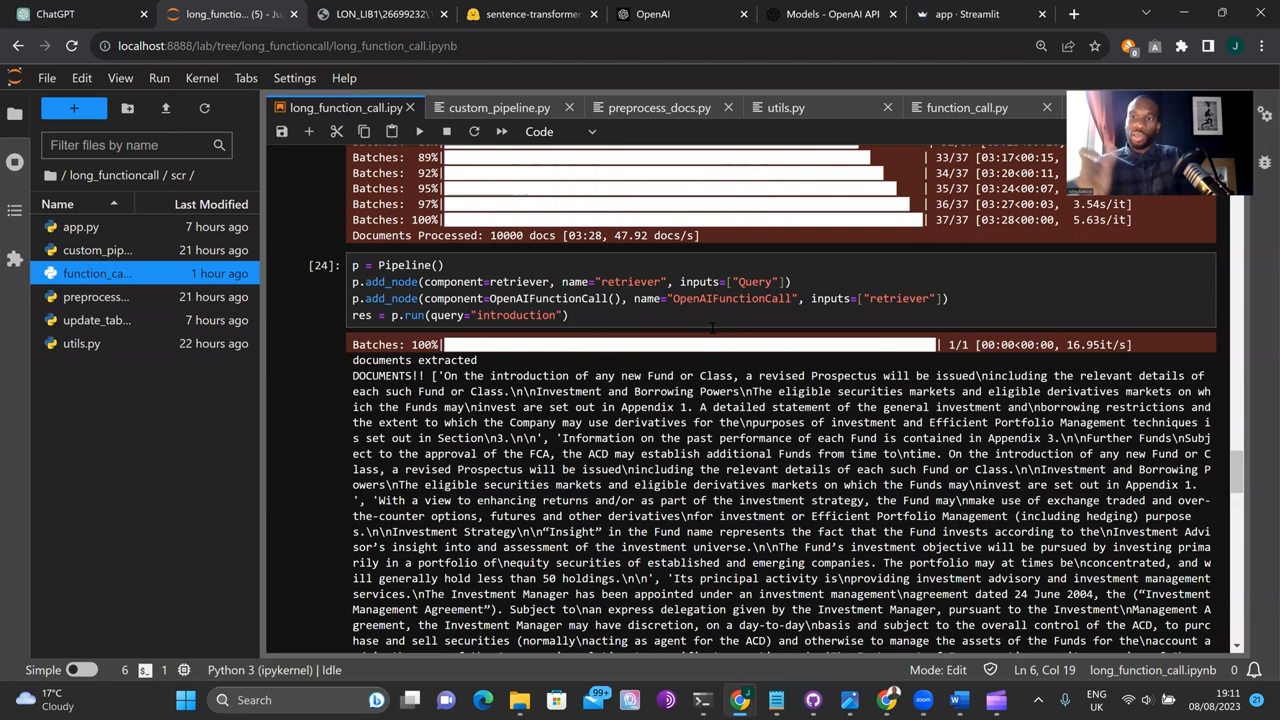 ChatGPT
long_functio... (5) - J
LON_LIB1\26699232\
sentence-transformer
OpenAI
Models - OpenAI API
app · Streamlit
localhost:8888/lab/tree/long_functioncall/long_function_call.ipynb
0
A
J
File Edit View Run Kernel Tabs Settings Help
+
Filter files by name
/ long_functioncall / scr /
Name Last Modified
app.py 7 hours ago
custom_pip... 21 hours ago
function_ca... 1 hour ago
preprocess... 21 hours ago
update_tab... 7 hours ago
utils.py 22 hours ago
long_function_call.ipy
custom_pipeline.py
preprocess_docs.py
utils.py
function_call.py
Code
Batches: 89% 33/37 [03:17<00:15,
Batches: 92% 34/37 [03:20<00:11,
Batches: 95% 35/37 [03:24<00:07,
Batches: 97% 36/37 [03:27<00:03, 3.54s/it]
Batches: 100% 37/37 [03:28<00:00, 5.63s/it]
Documents Processed: 10000 docs [03:28, 47.92 docs/s]
[24]: p = Pipeline()
p.add_node(component=retriever, name="retriever", inputs=["Query"])
p.add_node(component=OpenAIFunctionCall(), name="OpenAIFunctionCall", inputs=["retriever"])
res = p.run(query="introduction")
Batches: 100% 1/1 [00:00<00:00, 16.95it/s]
documents extracted
DOCUMENTS!! ['On the introduction of any new Fund or Class, a revised Prospectus will be issued\nincluding the relevant details of
each such Fund or Class.\n\nInvestment and Borrowing Powers\nThe eligible securities markets and eligible derivatives markets on wh
ich the Funds may\ninvest are set out in Appendix 1. A detailed statement of the general investment and\nborrowing restrictions and
the extent to which the Company may use derivatives for the\npurposes of investment and Efficient Portfolio Management techniques i
s set out in Section\n3.\n\n', 'Information on the past performance of each Fund is contained in Appendix 3.\n\nFurther Funds\nSubj
ect to the approval of the FCA, the ACD may establish additional Funds from time to\ntime. On the introduction of any new Fund or C
lass, a revised Prospectus will be issued\nincluding the relevant details of each such Fund or Class.\n\nInvestment and Borrowing P
owers\nThe eligible securities markets and eligible derivatives markets on which the Funds may\ninvest are set out in Appendix 1.
', 'With a view to enhancing returns and/or as part of the investment strategy, the Fund may\nmake use of exchange traded and over-
the-counter options, futures and other derivatives\nfor investment or Efficient Portfolio Management (including hedging) purpose
s.\n\nInvestment Strategy\n\n“Insight” in the Fund name represents the fact that the Fund invests according to the\nInvestment Advi
sor’s insight into and assessment of the investment universe.\n\nThe Fund’s investment objective will be pursued by investing prima
rily in a portfolio of\nequity securities of established and emerging companies. The portfolio may at times be\nconcentrated, and w
ill generally hold less than 50 holdings.\n\n', 'Its principal activity is\nproviding investment advisory and investment management
services.\nThe Investment Manager has been appointed under an investment management\nagreement dated 24 June 2004, the (“Investment
Management Agreement”). Subject to\nan express delegation given by the Investment Manager, pursuant to the Investment\nManagement A
greement, the Investment Manager may have discretion, on a day-to-day\nbasis and subject to the overall control of the ACD, to purc
hase and sell securities (normally\nacting as agent for the ACD) and otherwise to manage the assets of the Funds for the\naccount a
Simple 6 1 Python 3 (ipykernel) | Idle
Mode: Edit Ln 6, Col 19 long_function_call.ipynb 0
17°C
Cloudy
Search
99+
ENG
UK
19:11
08/08/2023
21